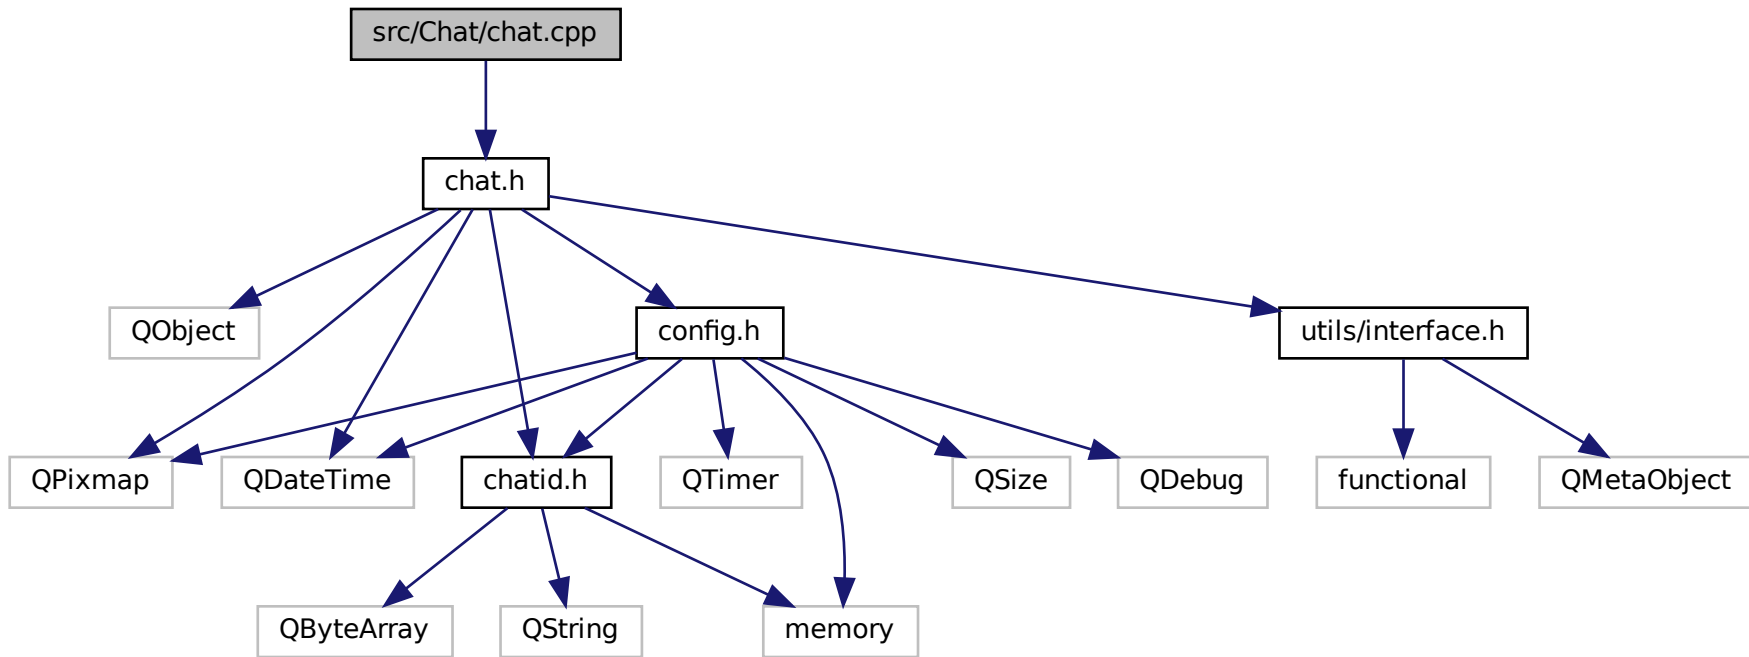 src/Chat/chat.cpp
chat.h
QObject
config.h
utils/interface.h
QPixmap
QDateTime
chatid.h
QTimer
QSize
QDebug
functional
QMetaObject
QByteArray
QString
memory